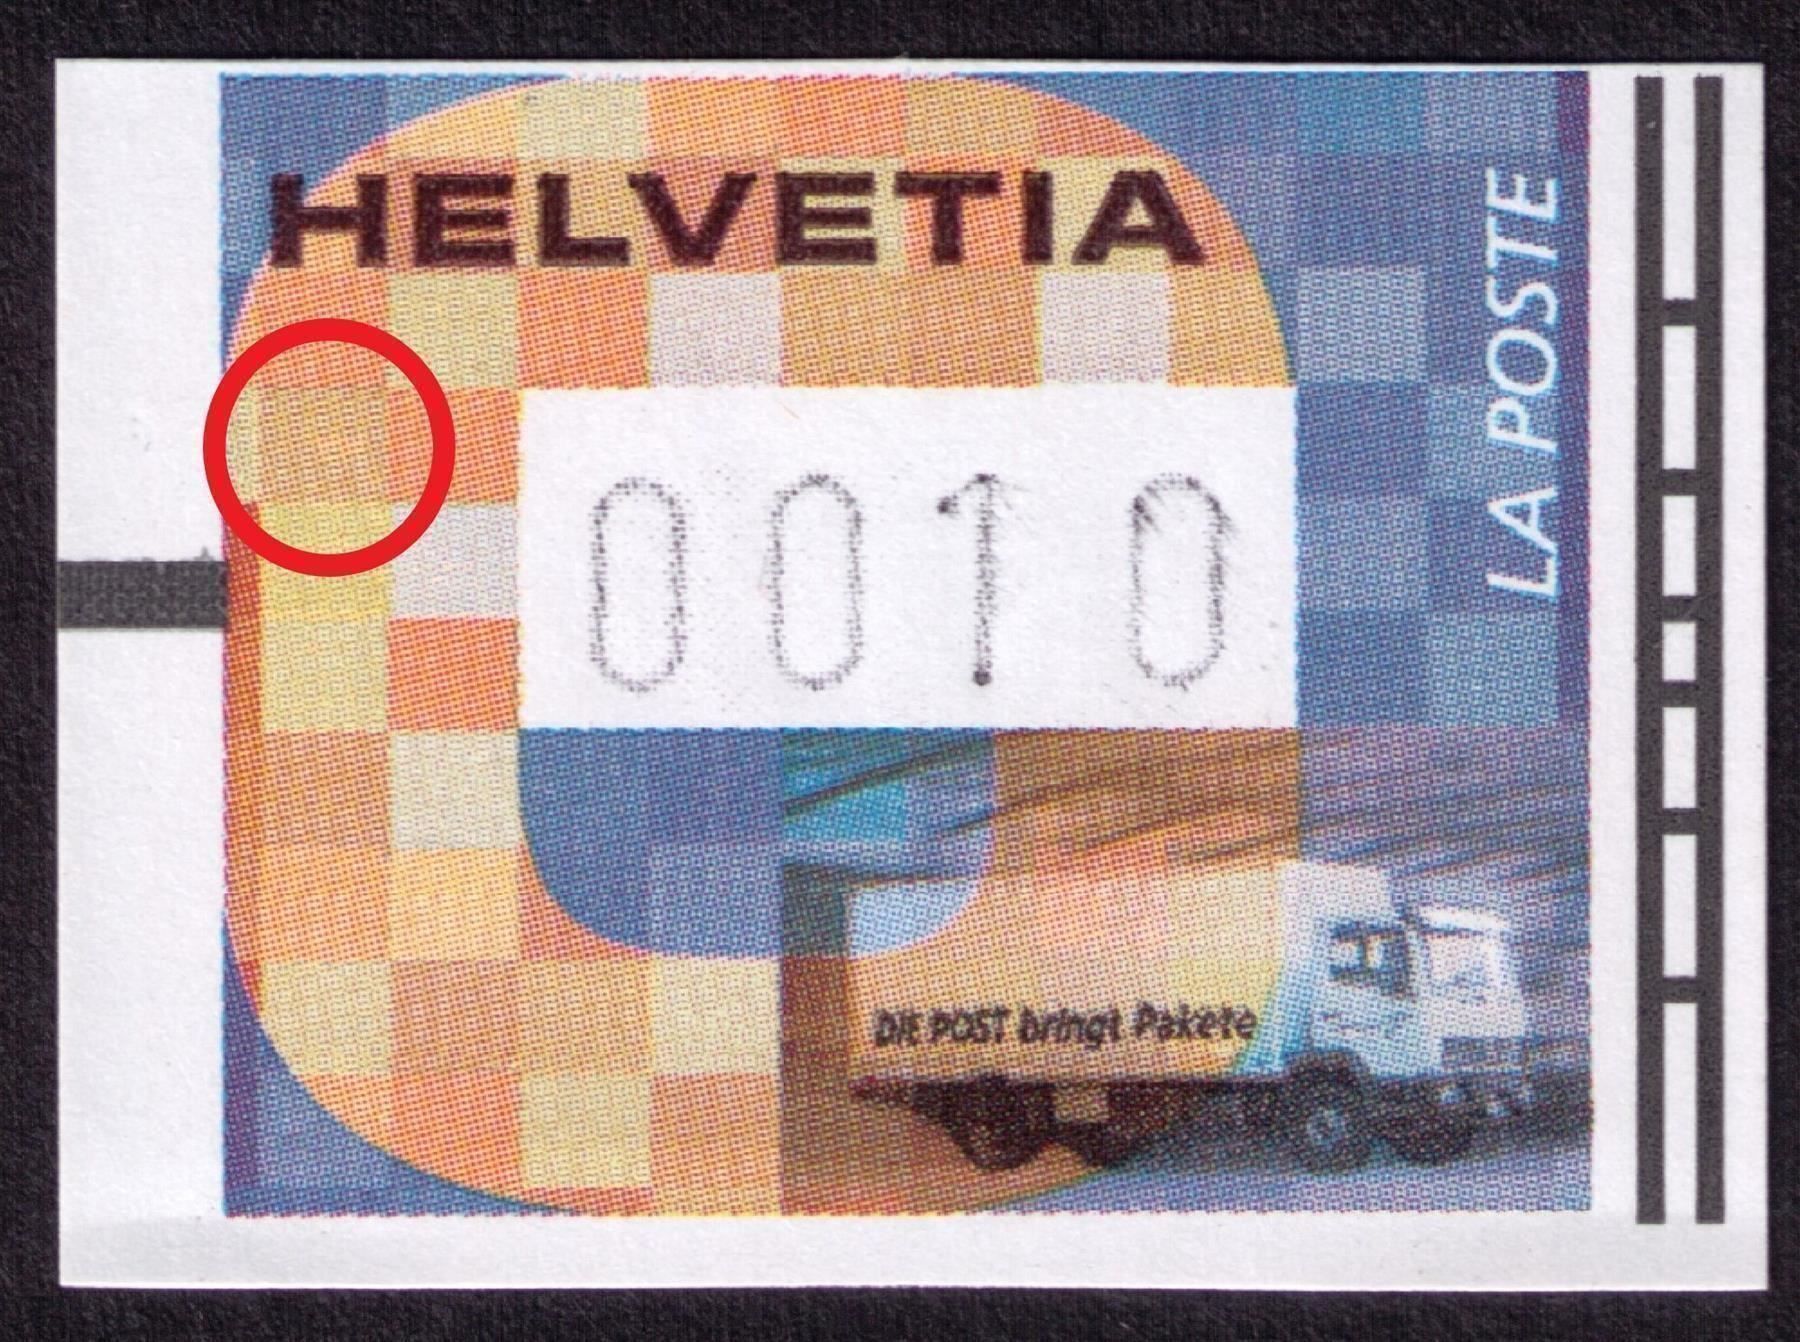 HELVETIA
LA POSTE
0010
DIE POST bringt Pakete